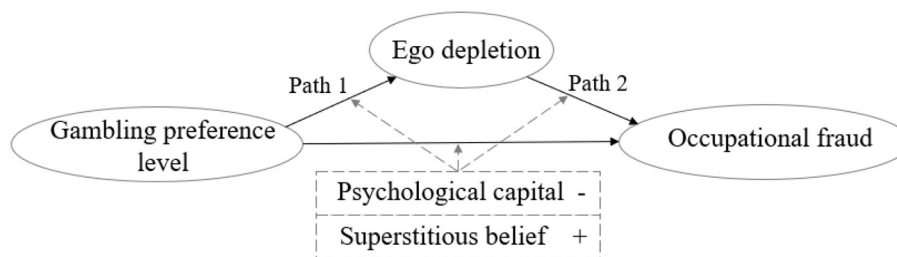 Ego depletion
Path 1
Path 2
Gambling preference
level
Occupational fraud
Psychological capital -
Superstitious belief +